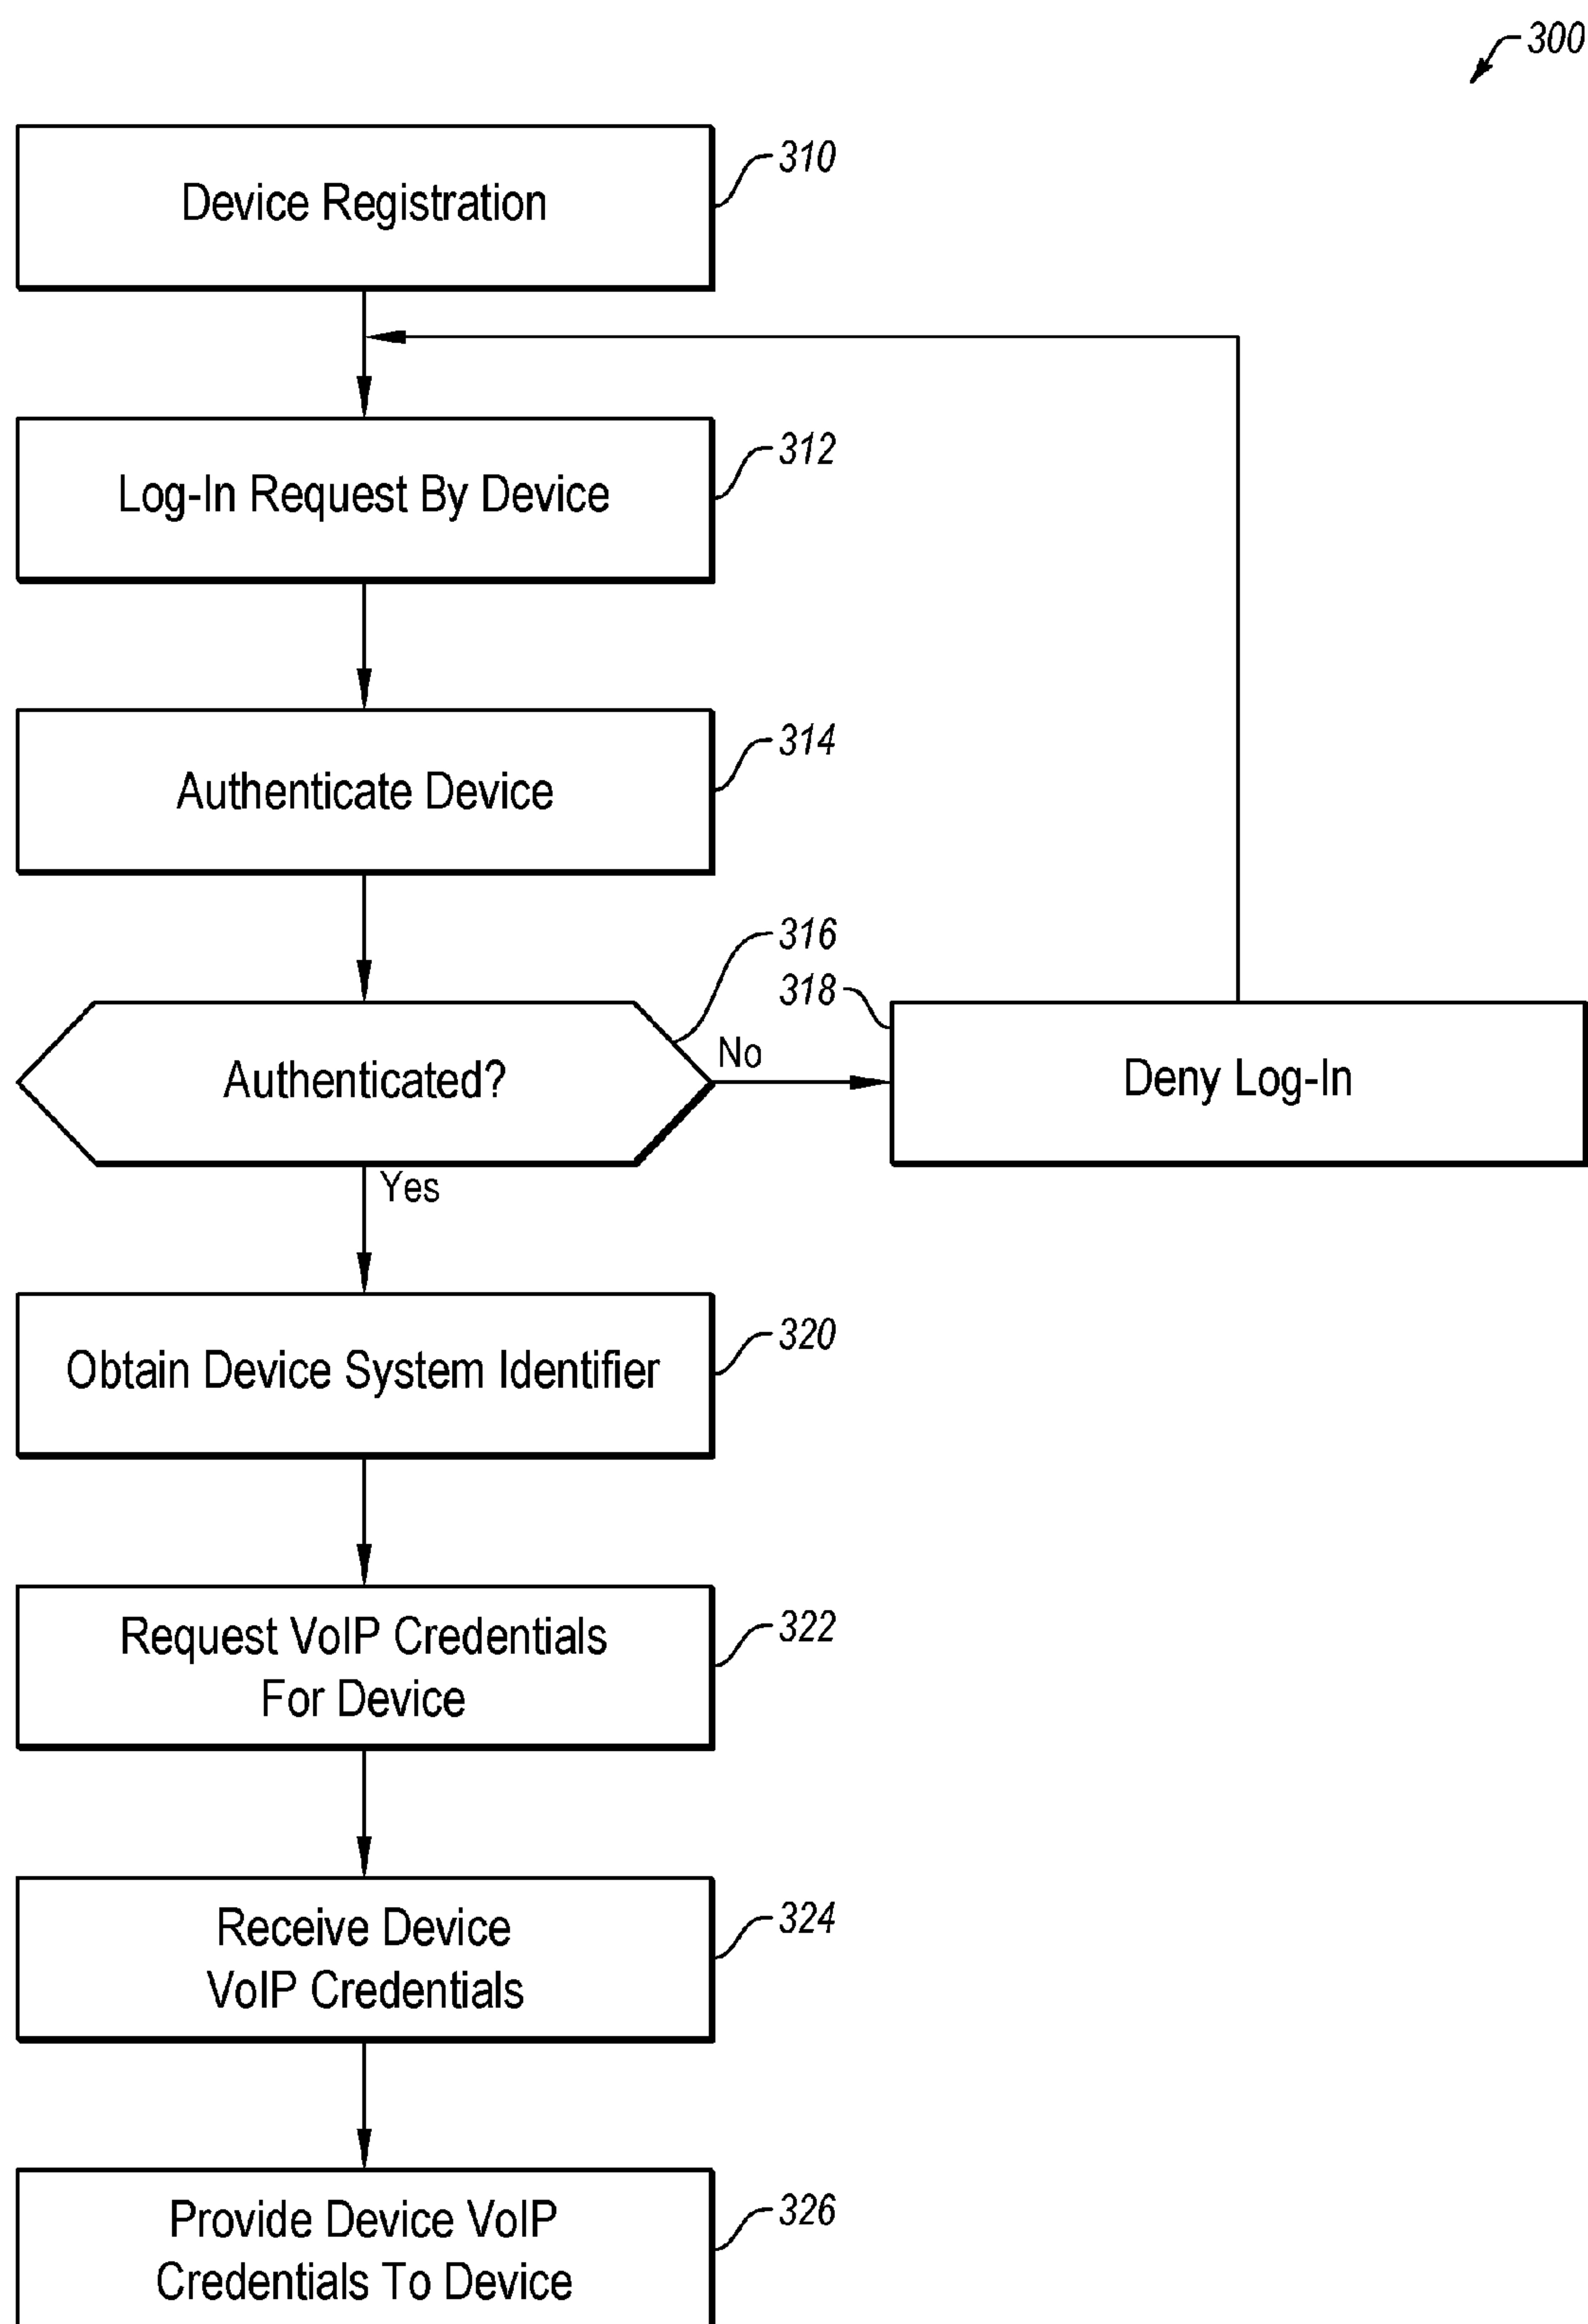 300
Device Registration
310
Log-In Request By Device
312
Authenticate Device
314
316
318
Authenticated?
No
Deny Log-In
Yes
Obtain Device System Identifier
320
Request VoIP Credentials
For Device
322
Receive Device
VoIP Credentials
324
Provide Device VoIP
Credentials To Device
326